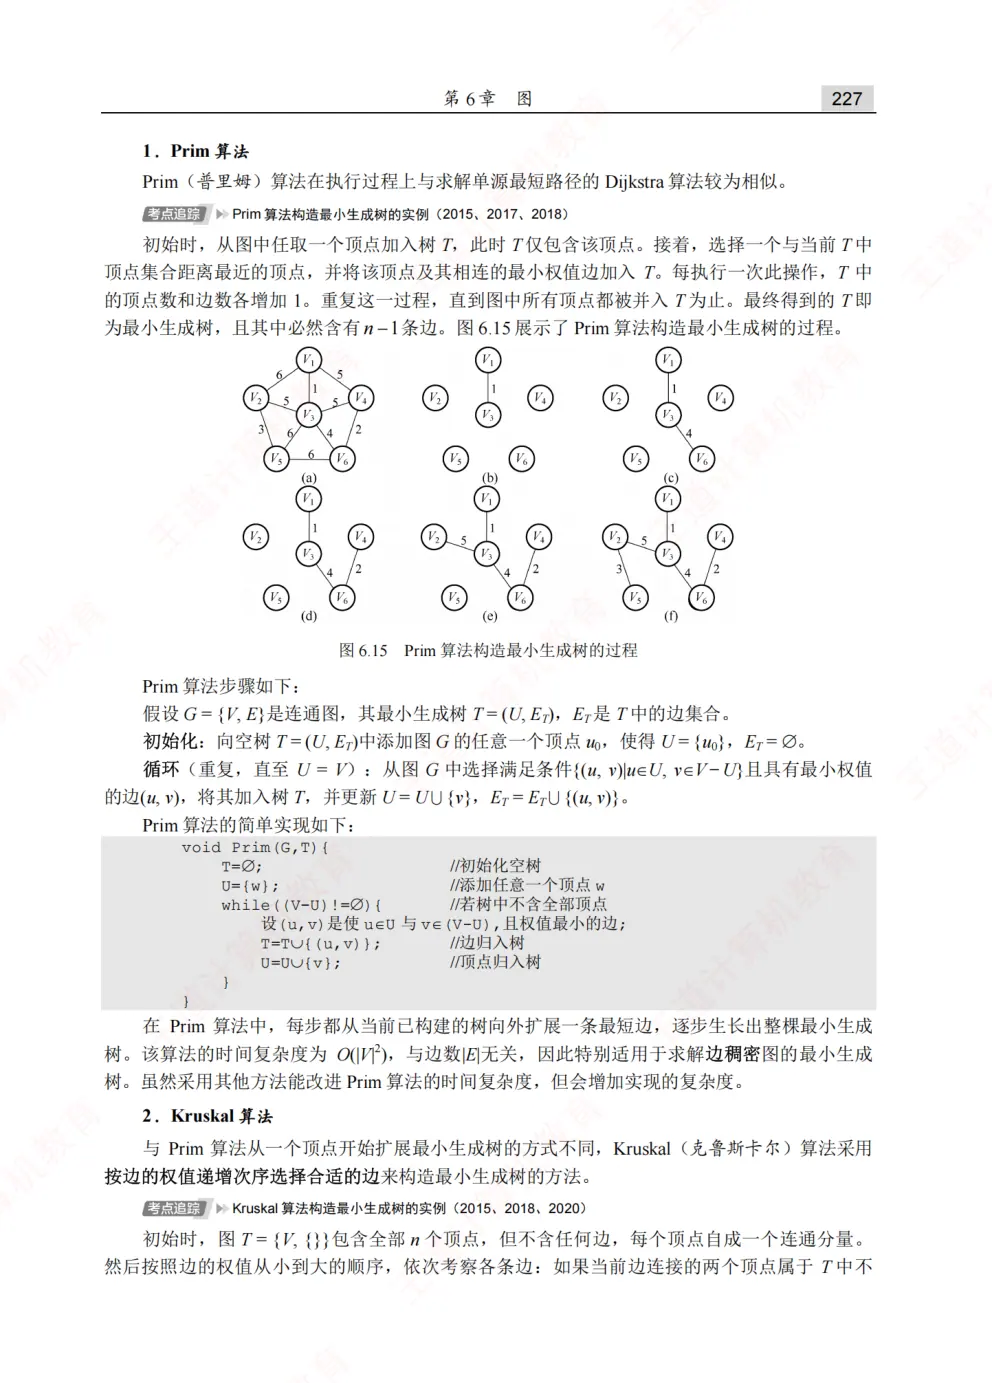 第 6 章 图
227
1．Prim 算法
Prim（普里姆）算法在执行过程上与求解单源最短路径的 Dijkstra 算法较为相似。
考点追踪 Prim 算法构造最小生成树的实例（2015、2017、2018）
初始时，从图中任取一个顶点加入树 T，此时 T 仅包含该顶点。接着，选择一个与当前 T 中
顶点集合距离最近的顶点，并将该顶点及其相连的最小权值边加入 T。每执行一次此操作，T 中
的顶点数和边数各增加 1。重复这一过程，直到图中所有顶点都被并入 T 为止。最终得到的 T 即
为最小生成树，且其中必然含有 n − 1 条边。图 6.15 展示了 Prim 算法构造最小生成树的过程。
V1 V2 V3 V4 V5 V6 6 5 1 5 5 3 6 4 2 6
(a)
V1 V2 V3 V4 V5 V6 1
(b)
V1 V2 V3 V4 V5 V6 1 4
(c)
V1 V2 V3 V4 V5 V6 1 4 2
(d)
V1 V2 V3 V4 V5 V6 1 5 4 2
(e)
V1 V2 V3 V4 V5 V6 1 5 3 4 2
(f)
图 6.15 Prim 算法构造最小生成树的过程
Prim 算法步骤如下：
假设 G = {V, E}是连通图，其最小生成树 T = (U, ET)，ET 是 T 中的边集合。
初始化：向空树 T = (U, ET)中添加图 G 的任意一个顶点 u0，使得 U = {u0}，ET = ∅。
循环（重复，直至 U = V）：从图 G 中选择满足条件{(u, v)|u∈U, v∈V − U}且具有最小权值
的边(u, v)，将其加入树 T，并更新 U = U∪{v}，ET = ET∪{(u, v)}。
Prim 算法的简单实现如下：
void Prim(G,T){
T=∅; //初始化空树
U={w}; //添加任意一个顶点 w
while((V-U)!=∅){ //若树中不含全部顶点
设(u,v)是使 u∈U 与 v∈(V-U),且权值最小的边;
T=T∪{(u,v)}; //边归入树
U=U∪{v}; //顶点归入树
}
}
在 Prim 算法中，每步都从当前已构建的树向外扩展一条最短边，逐步生长出整棵最小生成
树。该算法的时间复杂度为 O(|V|²)，与边数|E|无关，因此特别适用于求解边稠密图的最小生成
树。虽然采用其他方法能改进 Prim 算法的时间复杂度，但会增加实现的复杂度。
2．Kruskal 算法
与 Prim 算法从一个顶点开始扩展最小生成树的方式不同，Kruskal（克鲁斯卡尔）算法采用
按边的权值递增次序选择合适的边来构造最小生成树的方法。
考点追踪 Kruskal 算法构造最小生成树的实例（2015、2018、2020）
初始时，图 T = {V, {}}包含全部 n 个顶点，但不含任何边，每个顶点自成一个连通分量。
然后按照边的权值从小到大的顺序，依次考察各条边：如果当前边连接的两个顶点属于 T 中不